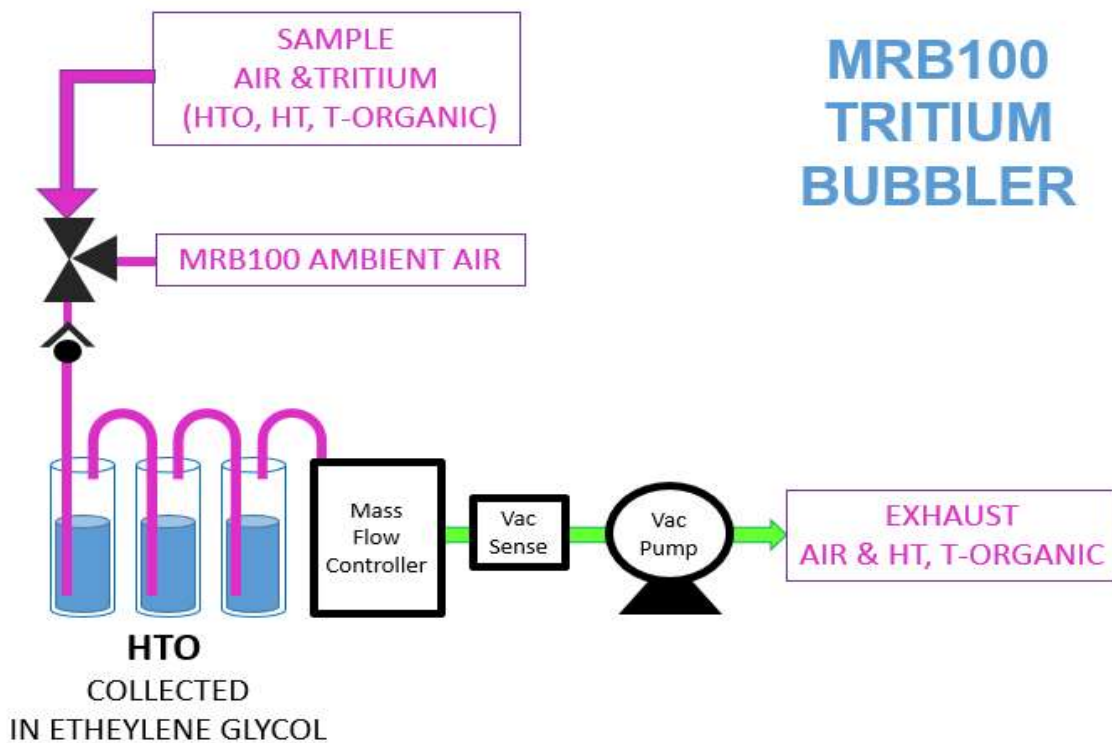 SAMPLE
AIR &TRITIUM
(HTO, HT, T-ORGANIC)
MRB100
TRITIUM
BUBBLER
MRB100 AMBIENT AIR
Mass
Flow
Controller
Vac
Sense
Vac
Pump
EXHAUST
AIR & HT, T-ORGANIC
HTO
COLLECTED
IN ETHEYLENE GLYCOL